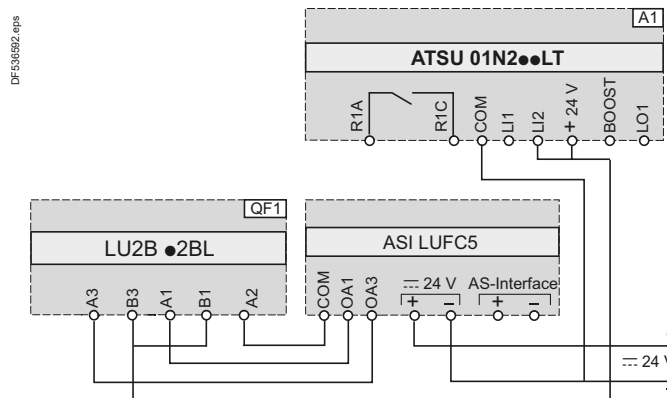 DF536592.eps
A1
ATSU 01N2●●LT
R1A
R1C
COM
LI1
LI2
+ 24 V
BOOST
LO1
QF1
LU2B ●2BL
ASI LUFC5
A3
B3
A1
B1
A2
COM
OA1
OA3
24 V
+ –
AS-Interface
+ –
24 V